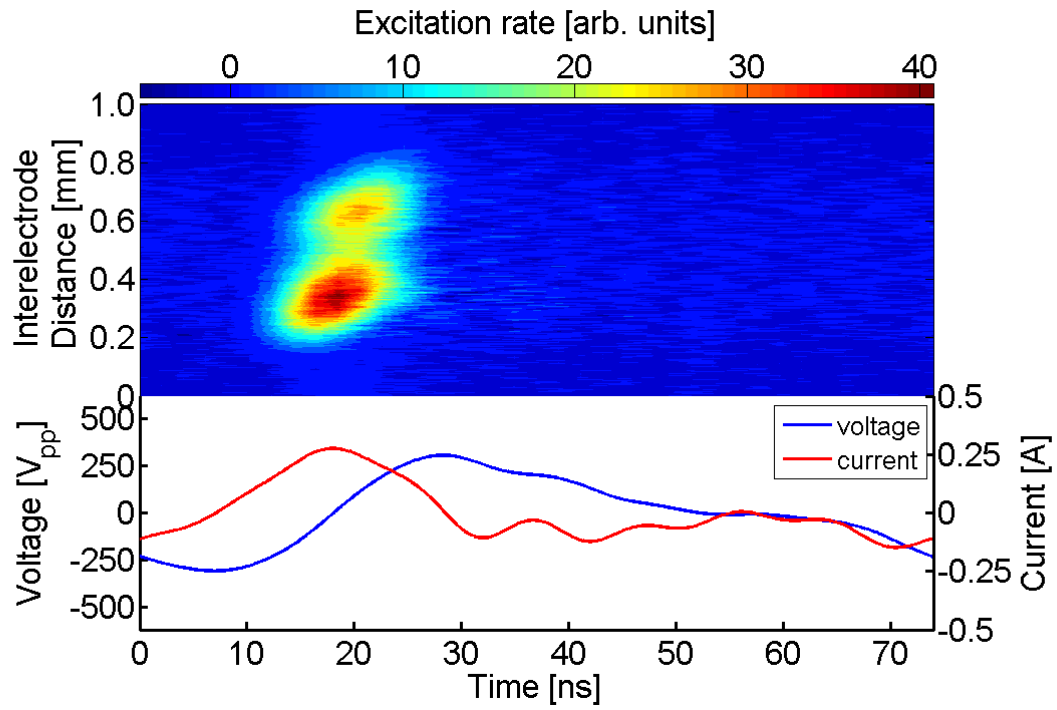 Excitation rate [arb. units]
0 10 20 30 40
Interelectrode
Distance [mm]
1.0
0.8
0.6
0.4
0.2
0
Voltage [Vpp]
500
250
0
-250
-500
voltage
current
0.5
0.25
0
-0.25
-0.5
Current [A]
0 10 20 30 40 50 60 70
Time [ns]